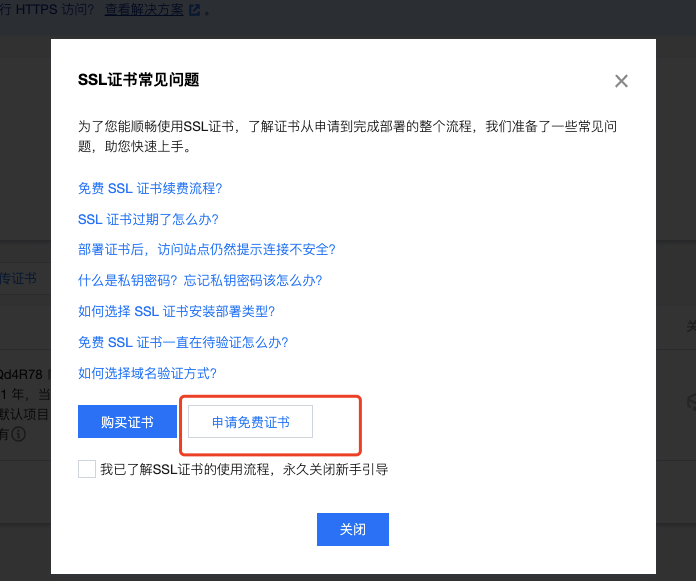 行 HTTPS 访问? 查看解决方案 。
SSL证书常见问题
为了您能顺畅使用SSL证书，了解证书从申请到完成部署的整个流程，我们准备了一些常见问
题，助您快速上手。
免费 SSL 证书续费流程?
SSL 证书过期了怎么办?
部署证书后，访问站点仍然提示连接不安全?
传证书
什么是私钥密码？忘记私钥密码该怎么办?
如何选择 SSL 证书安装部署类型?
关
免费 SSL 证书一直在待验证怎么办?
Qd4R78
如何选择域名验证方式?
1 年，当
默认项目
购买证书
申请免费证书
有
我已了解SSL证书的使用流程，永久关闭新手引导
关闭